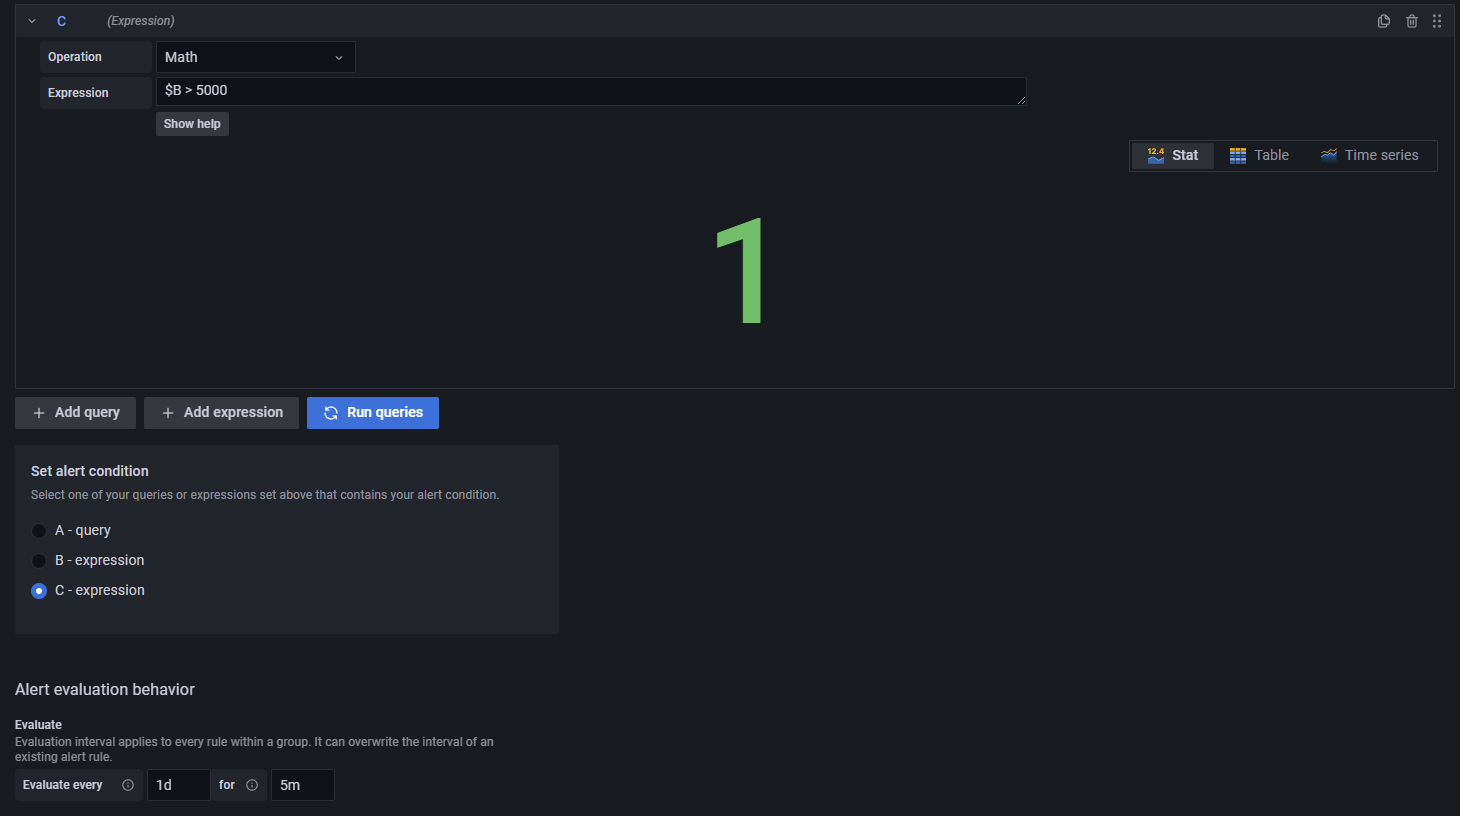 C (Expression)
Operation Math
Expression $B > 5000
Show help
12.4 Stat Table Time series
1
+ Add query + Add expression Run queries
Set alert condition
Select one of your queries or expressions set above that contains your alert condition.
A - query
B - expression
C - expression
Alert evaluation behavior
Evaluate
Evaluation interval applies to every rule within a group. It can overwrite the interval of an
existing alert rule.
Evaluate every 1d for 5m